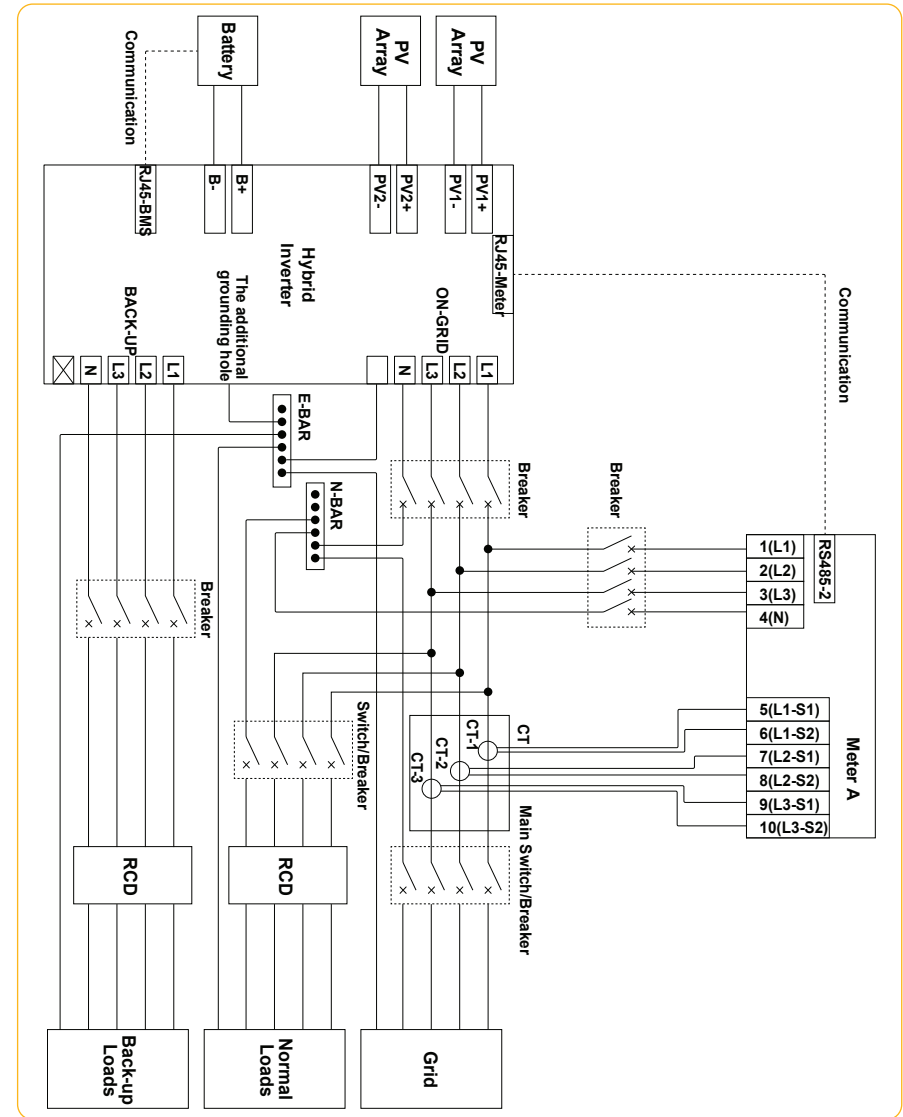 Battery
PV
Array
PV
Array
Communication
RJ45-BMS
B-
B+
PV2-
PV2+
PV1-
PV1+
RJ45-Meter
Hybrid
Inverter
The additional
grounding hole
BACK-UP
ON-GRID
N
L3
L2
L1
N
L3
L2
L1
Communication
E-BAR
N-BAR
Breaker
Breaker
Breaker
RS485-2
1(L1)
2(L2)
3(L3)
4(N)
5(L1-S1)
6(L1-S2)
7(L2-S1)
8(L2-S2)
9(L3-S1)
10(L3-S2)
Meter A
CT
CT-1
CT-2
CT-3
Switch/Breaker
Main Switch/Breaker
RCD
RCD
Back-up
Loads
Normal
Loads
Grid